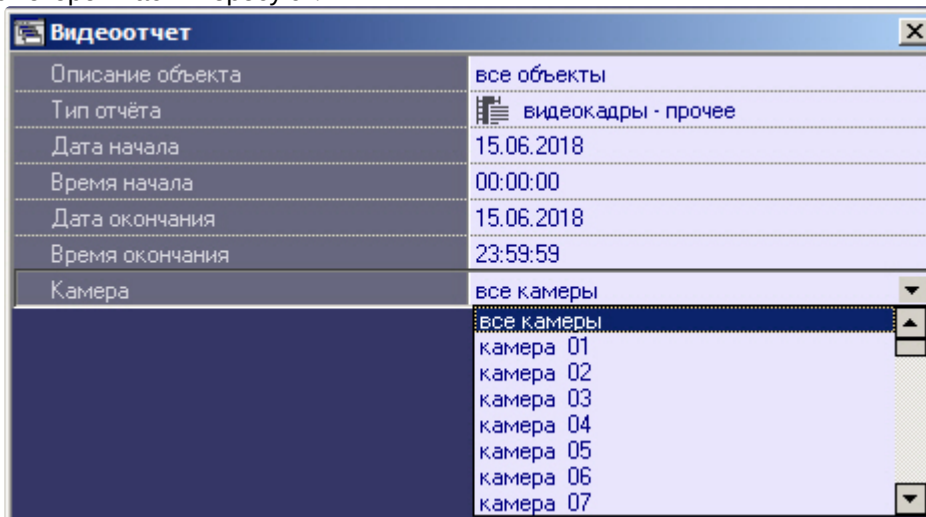 Видеоотчет
Описание объекта все объекты
Тип отчёта видеокадры - прочее
Дата начала 15.06.2018
Время начала 00:00:00
Дата окончания 15.06.2018
Время окончания 23:59:59
Камера все камеры
все камеры
камера 01
камера 02
камера 03
камера 04
камера 05
камера 06
камера 07